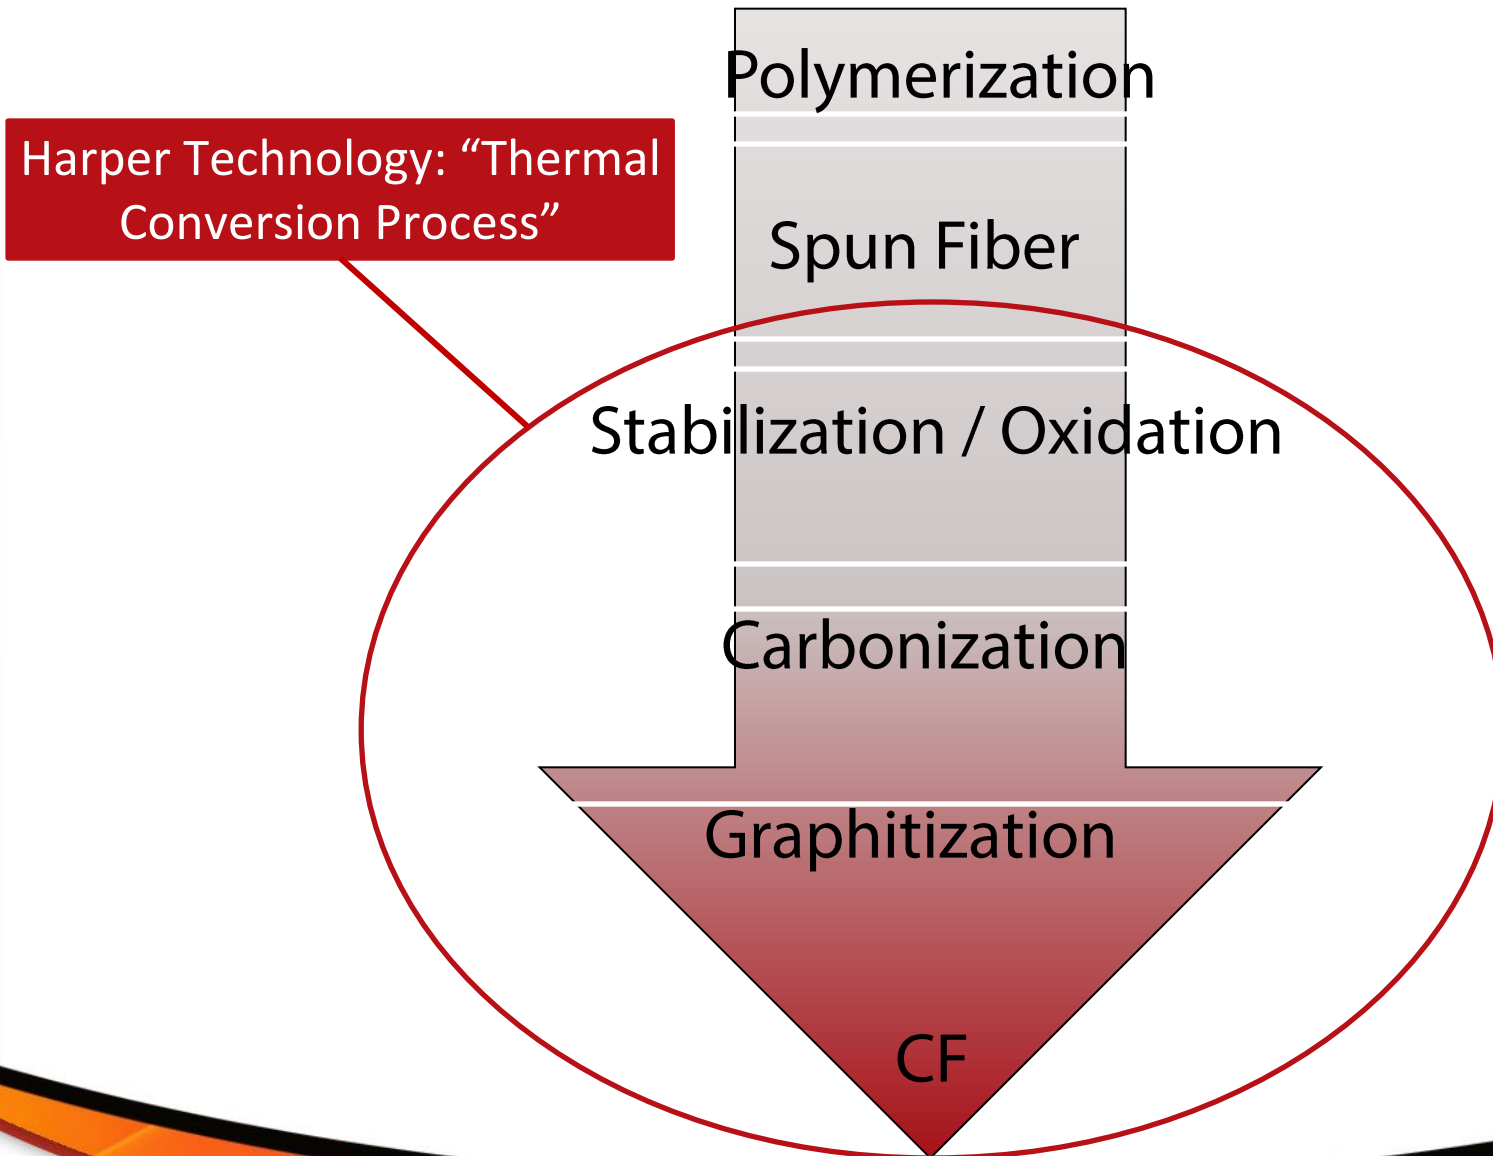 Polymerization
Harper Technology: “Thermal
Conversion Process”
Spun Fiber
Stabilization / Oxidation
Carbonization
Graphitization
CF